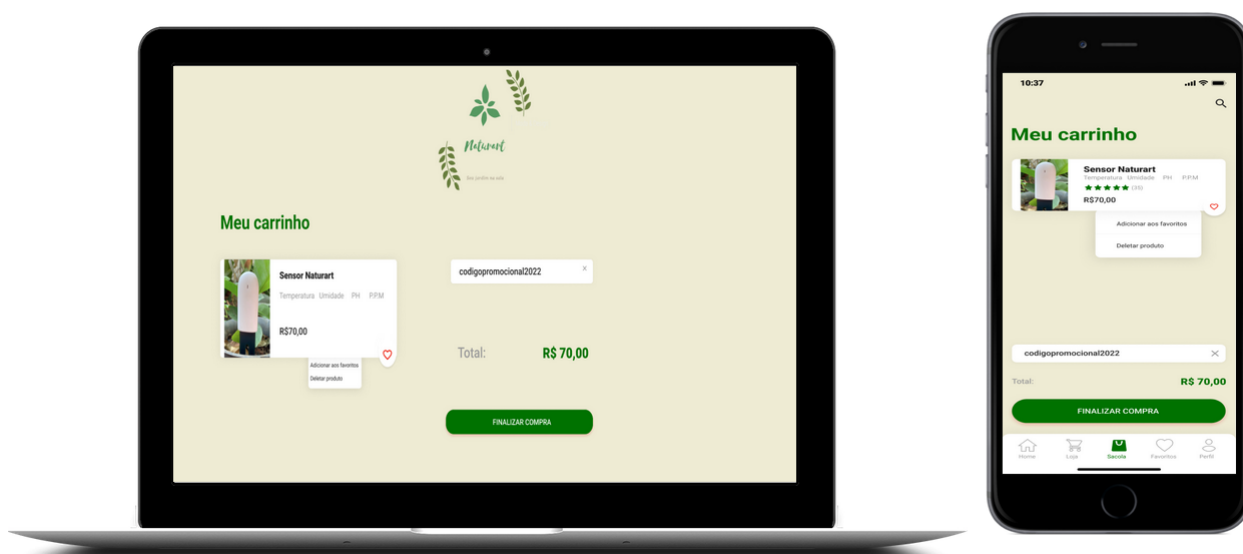 Naturart
Meu carrinho
Sensor Naturart
Temperatura Umidade PH P.P.M
R$70,00
Adicionar aos favoritos
Deletar produto
codigopromocional2022 ×
Total: R$ 70,00
FINALIZAR COMPRA
10:37
Meu carrinho
Sensor Naturart
Temperatura Umidade PH P.P.M
R$70,00
Adicionar aos favoritos
Deletar produto
codigopromocional2022 ×
Total: R$ 70,00
FINALIZAR COMPRA
Home Loja Sacola Favoritos Perfil